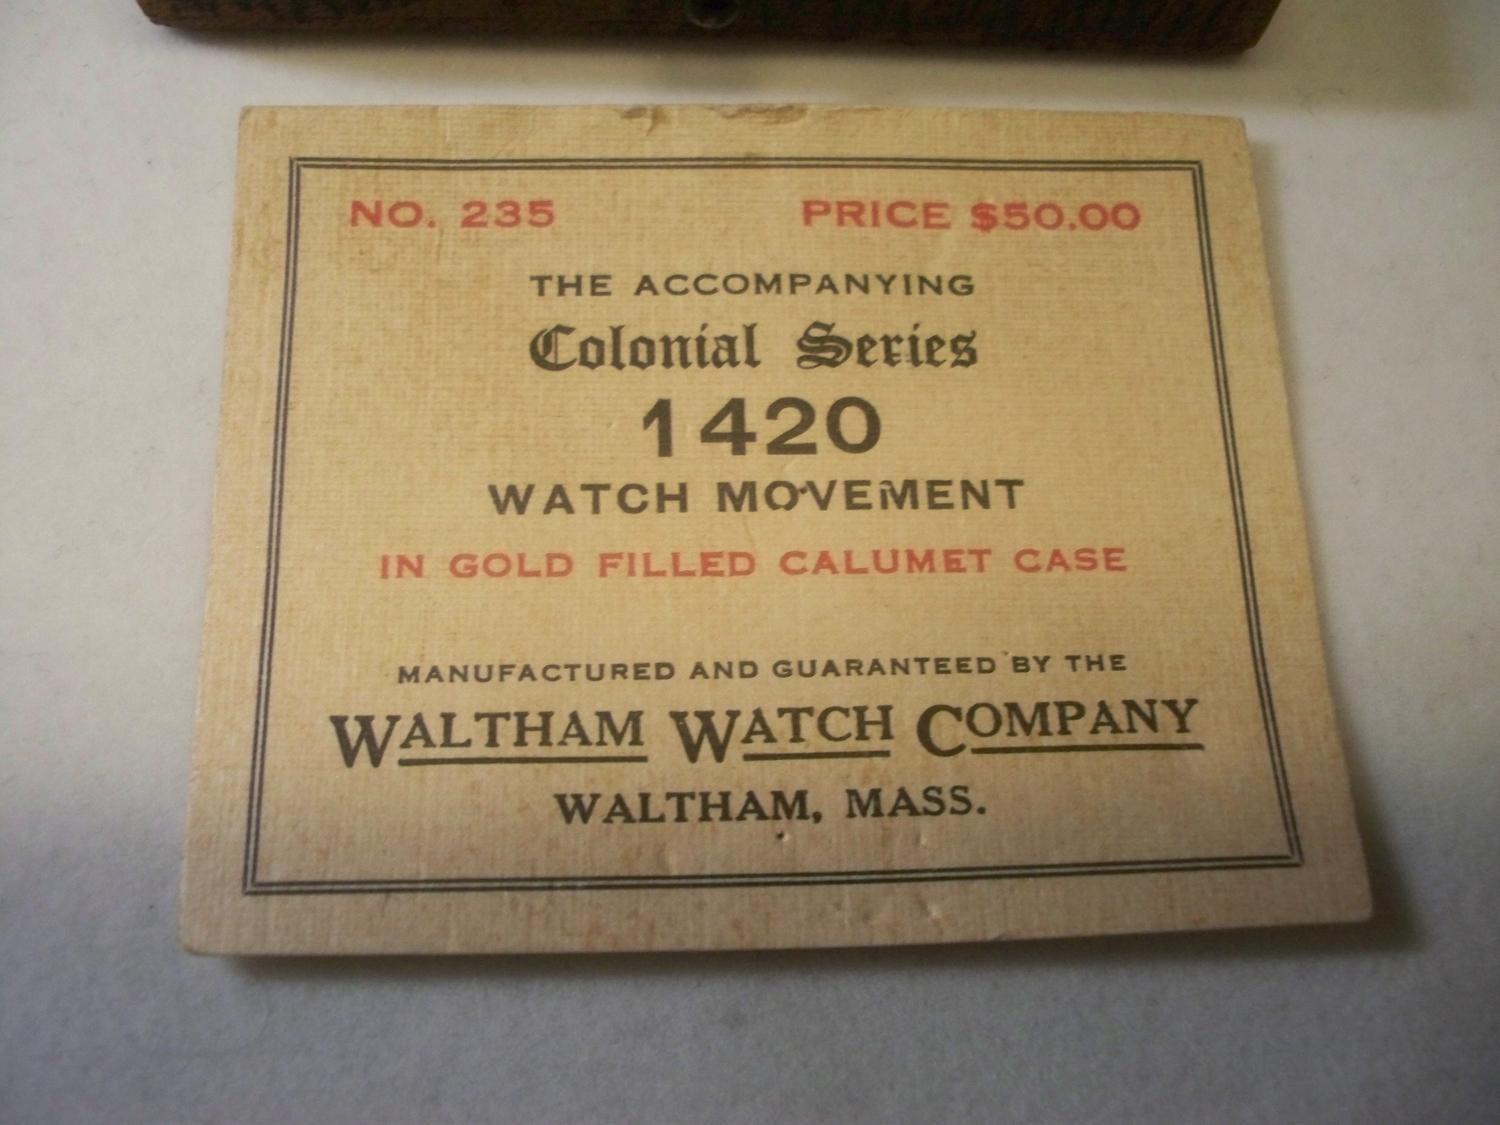 NO. 235 PRICE $50.00
THE ACCOMPANYING
Colonial Series
1420
WATCH MOVEMENT
IN GOLD FILLED CALUMET CASE
MANUFACTURED AND GUARANTEED BY THE
WALTHAM WATCH COMPANY
WALTHAM, MASS.